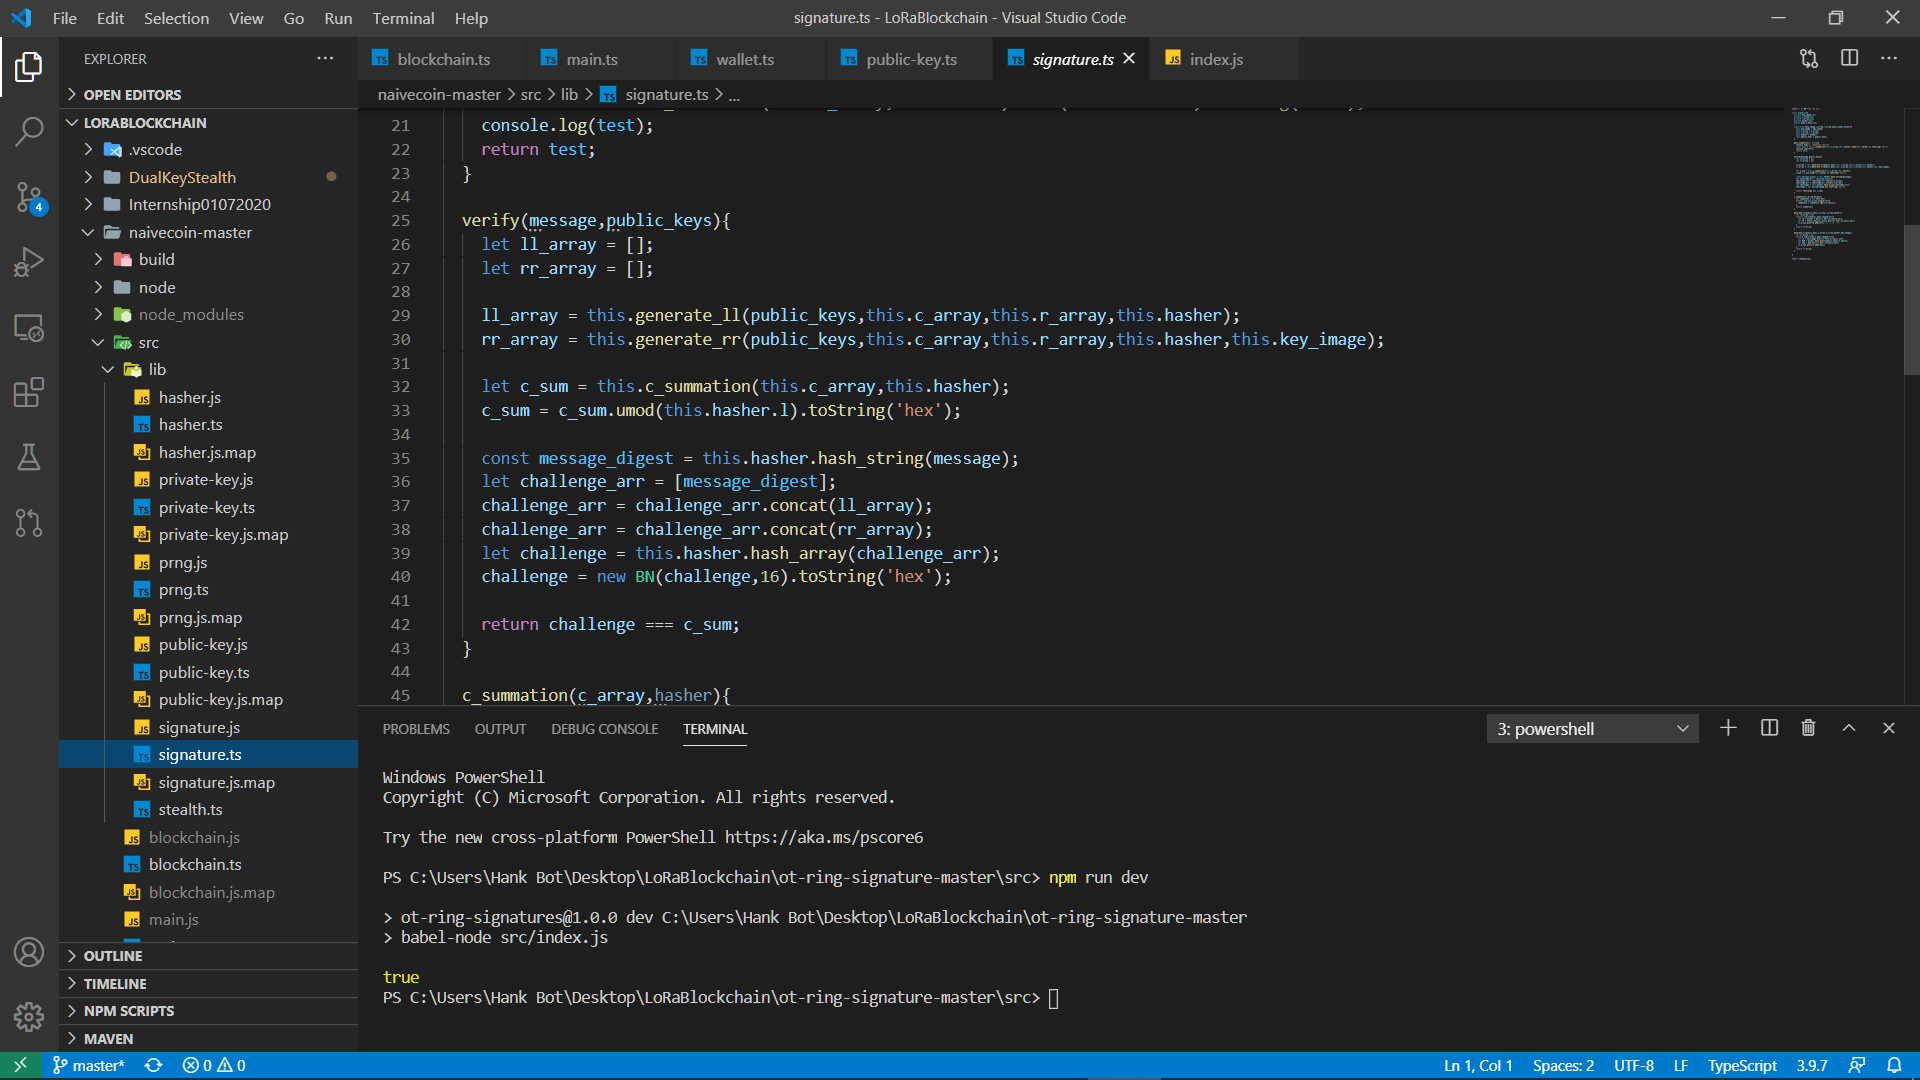 File Edit Selection View Go Run Terminal Help
signature.ts - LoRaBlockchain - Visual Studio Code
EXPLORER
OPEN EDITORS
LORABLOCKCHAIN
.vscode
DualKeyStealth
Internship01072020
naivecoin-master
build
node
node_modules
src
lib
hasher.js
hasher.ts
hasher.js.map
private-key.js
private-key.ts
private-key.js.map
prng.js
prng.ts
prng.js.map
public-key.js
public-key.ts
public-key.js.map
signature.js
signature.ts
signature.js.map
stealth.ts
blockchain.js
blockchain.ts
blockchain.js.map
main.js
OUTLINE
TIMELINE
NPM SCRIPTS
MAVEN
4
blockchain.ts main.ts wallet.ts public-key.ts signature.ts index.js
naivecoin-master > src > lib > signature.ts > ...
21 console.log(test);
22 return test;
23 }
24
25 verify(message,public_keys){
26 let ll_array = [];
27 let rr_array = [];
28
29 ll_array = this.generate_ll(public_keys,this.c_array,this.r_array,this.hasher);
30 rr_array = this.generate_rr(public_keys,this.c_array,this.r_array,this.hasher,this.key_image);
31
32 let c_sum = this.c_summation(this.c_array,this.hasher);
33 c_sum = c_sum.umod(this.hasher.l).toString('hex');
34
35 const message_digest = this.hasher.hash_string(message);
36 let challenge_arr = [message_digest];
37 challenge_arr = challenge_arr.concat(ll_array);
38 challenge_arr = challenge_arr.concat(rr_array);
39 let challenge = this.hasher.hash_array(challenge_arr);
40 challenge = new BN(challenge,16).toString('hex');
41
42 return challenge === c_sum;
43 }
44
45 c_summation(c_array,hasher){
PROBLEMS OUTPUT DEBUG CONSOLE TERMINAL
3: powershell
Windows PowerShell
Copyright (C) Microsoft Corporation. All rights reserved.
Try the new cross-platform PowerShell https://aka.ms/pscore6
PS C:\Users\Hank Bot\Desktop\LoRaBlockchain\ot-ring-signature-master\src> npm run dev
> ot-ring-signatures@1.0.0 dev C:\Users\Hank Bot\Desktop\LoRaBlockchain\ot-ring-signature-master
> babel-node src/index.js
true
PS C:\Users\Hank Bot\Desktop\LoRaBlockchain\ot-ring-signature-master\src>
master* 0 0
Ln 1, Col 1 Spaces: 2 UTF-8 LF TypeScript 3.9.7